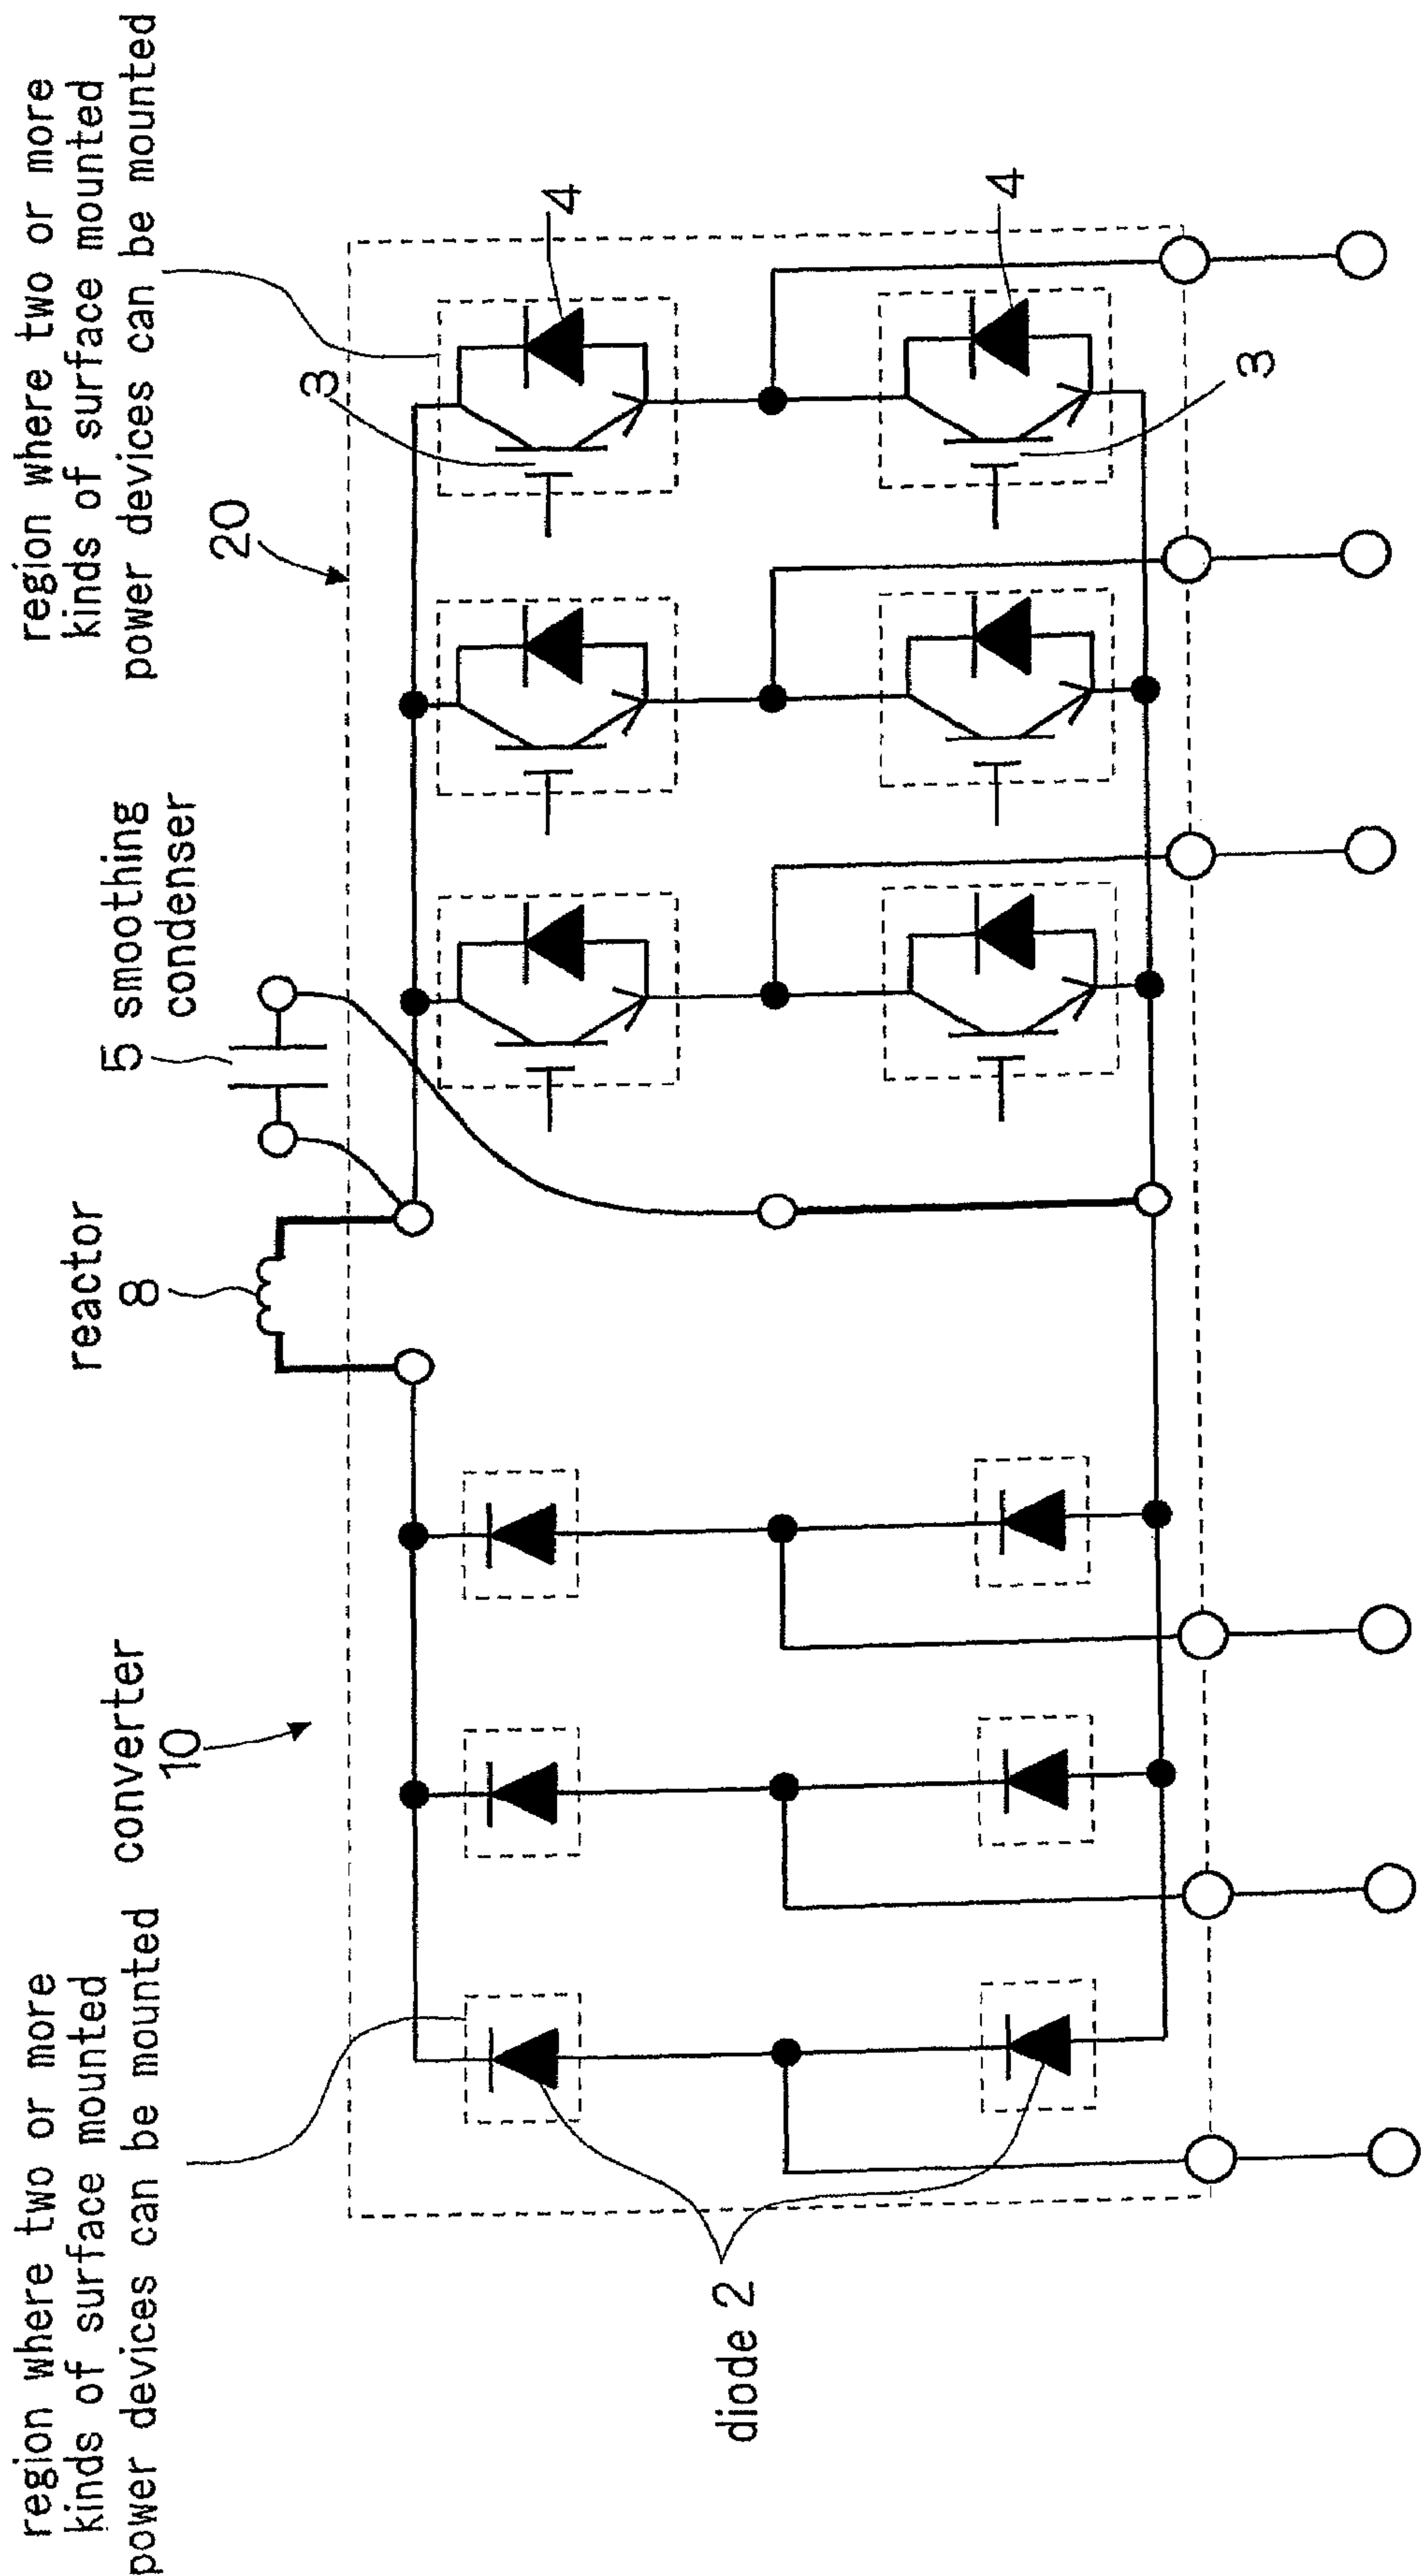 region where two or more
kinds of surface mounted
power devices can be mounted
converter
10
reactor
8
5 smoothing
condenser
20
region where two or more
kinds of surface mounted
power devices can be mounted
3
4
4
3
diode 2